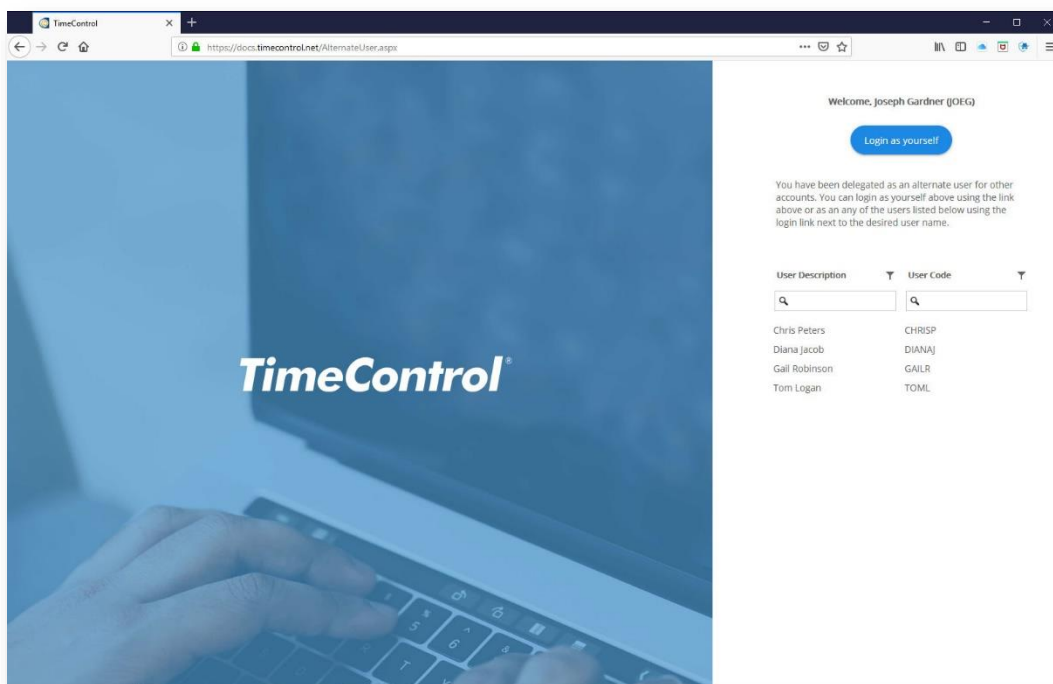 TimeControl
https://docs.timecontrol.net/AlternateUser.aspx
Welcome, Joseph Gardner (JOEG)
Login as yourself
You have been delegated as an alternate user for other
accounts. You can login as yourself above using the link
above or as an any of the users listed below using the
login link next to the desired user name.
User Description User Code
Chris Peters CHRISP
Diana Jacob DIANAJ
Gail Robinson GAILR
Tom Logan TOML
TimeControl®
5
6
T
Y